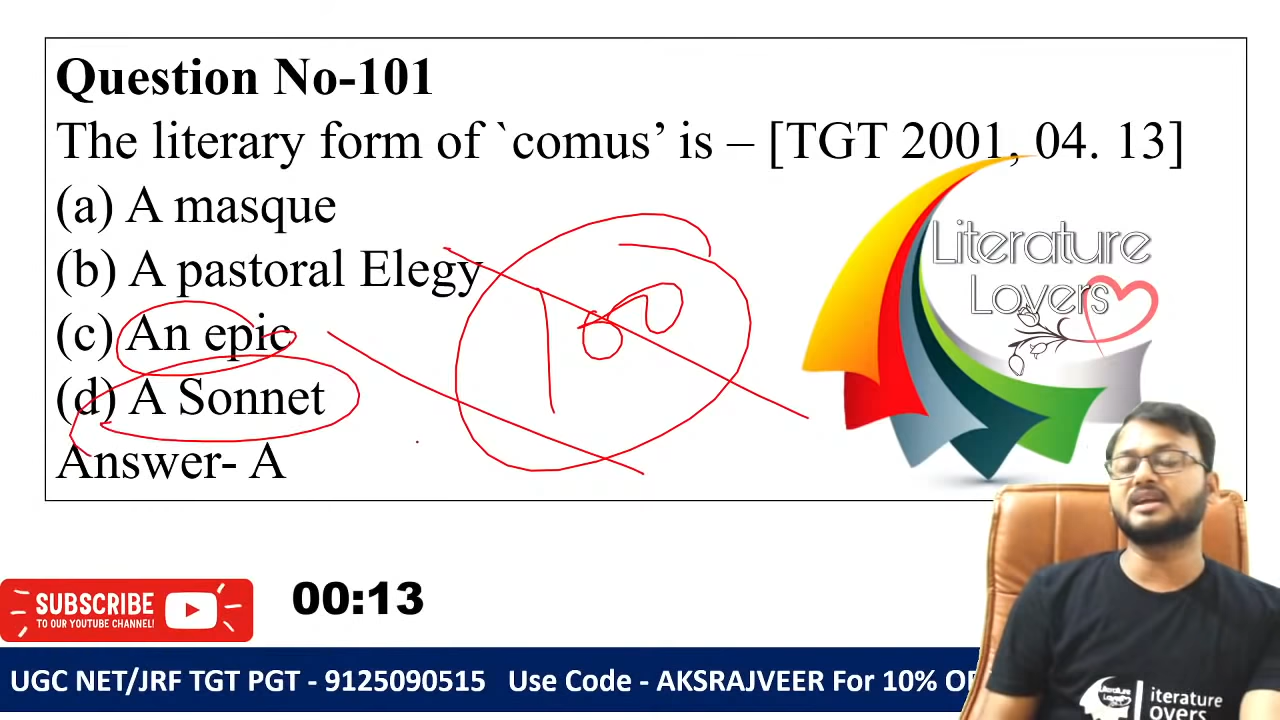 Question No-101
The literary form of `comus’ is – [TGT 2001, 04. 13]
(a) A masque
(b) A pastoral Elegy
(c) An epic
(d) A Sonnet
Answer- A
Literature
Lovers
SUBSCRIBE
TO OUR YOUTUBE CHANNEL!
00:13
UGC NET/JRF TGT PGT - 9125090515 Use Code - AKSRAJVEER For 10% OF
iterature
overs